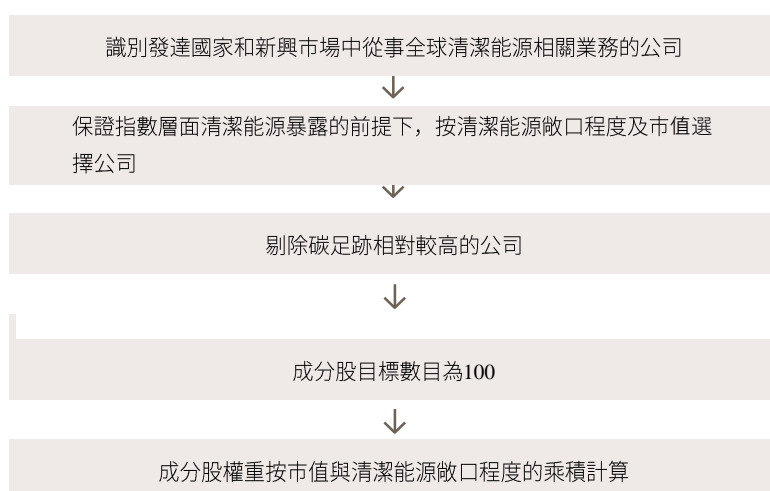 識別發達國家和新興市場中從事全球清潔能源相關業務的公司
保證指數層面清潔能源暴露的前提下，按清潔能源敞口程度及市值選
擇公司
剔除碳足跡相對較高的公司
成分股目標數目為100
成分股權重按市值與清潔能源敞口程度的乘積計算